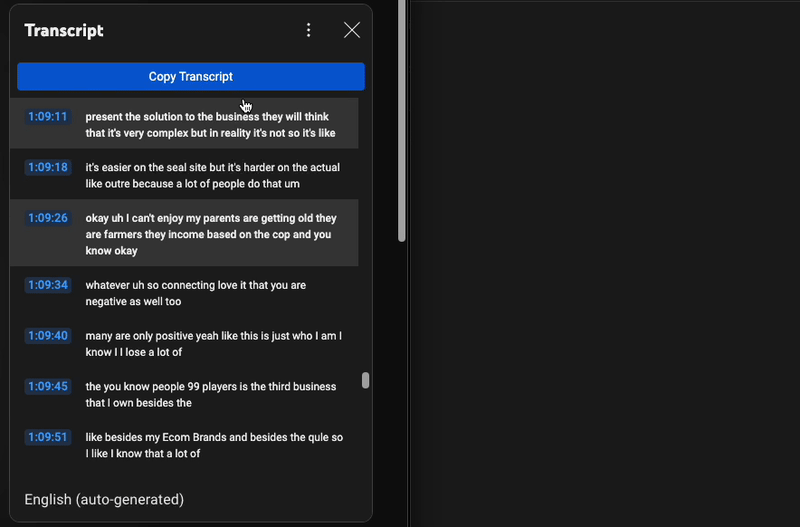 Transcript
Copy Transcript
1:09:11 present the solution to the business they will think
that it's very complex but in reality it's not so it's like
1:09:18 it's easier on the seal site but it's harder on the actual
like outre because a lot of people do that um
1:09:26 okay uh I can't enjoy my parents are getting old they
are farmers they income based on the cop and you
know okay
1:09:34 whatever uh so connecting love it that you are
negative as well too
1:09:40 many are only positive yeah like this is just who I am I
know I I lose a lot of
1:09:45 the you know people 99 players is the third business
that I own besides the
1:09:51 like besides my Ecom Brands and besides the qule so
I like I know that a lot of
English (auto-generated)